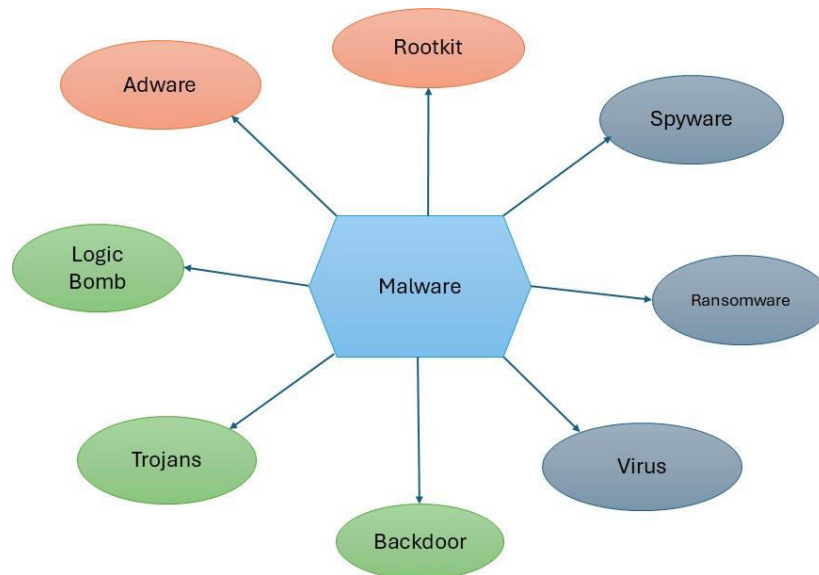 Rootkit
Adware
Spyware
Logic
Bomb
Malware
Ransomware
Trojans
Virus
Backdoor